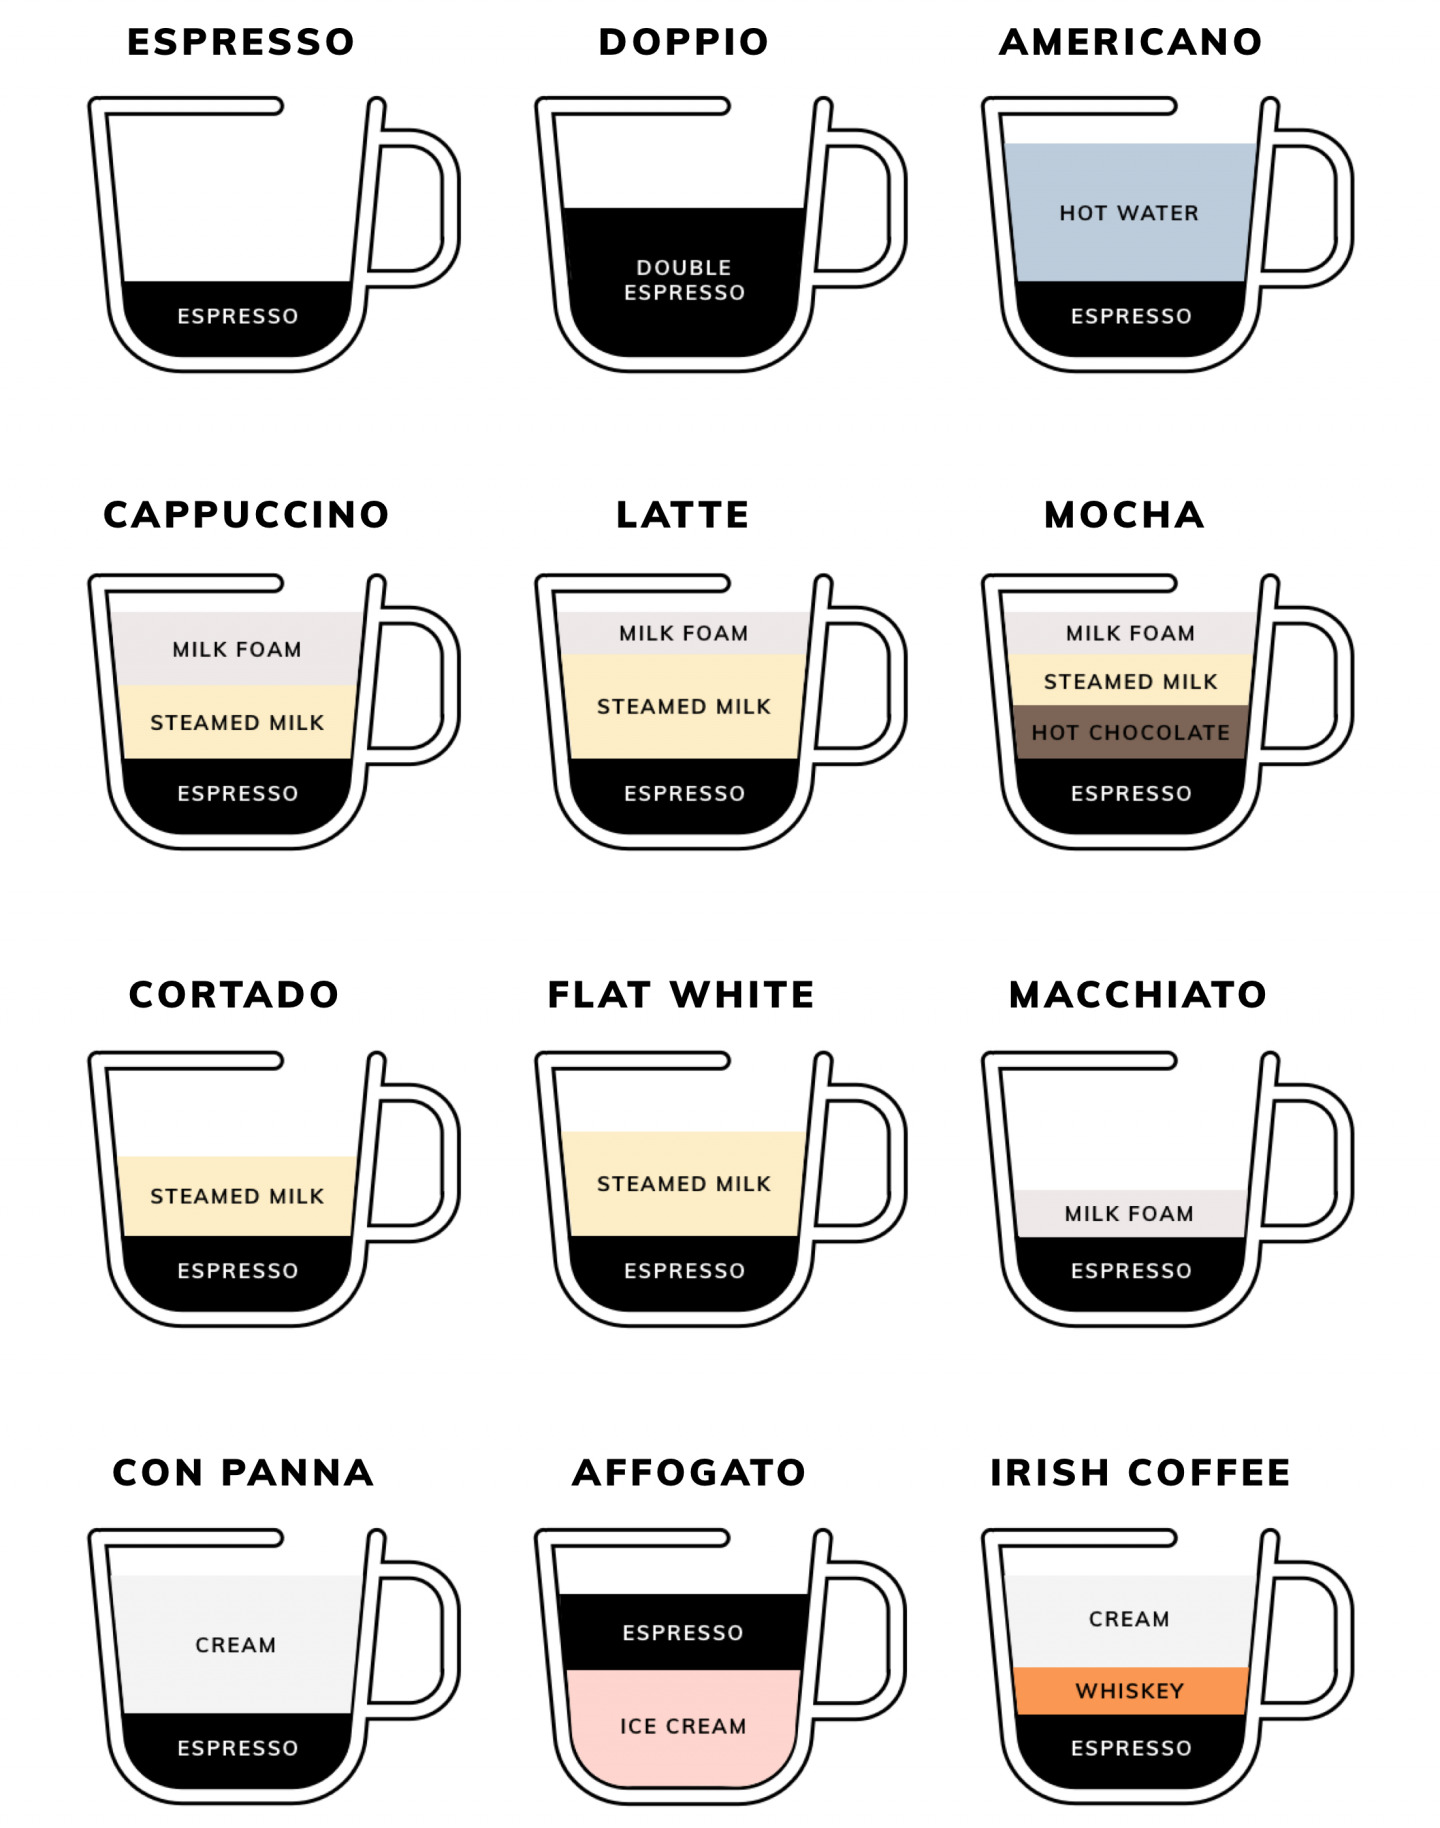 ESPRESSO
DOPPIO
AMERICANO
ESPRESSO
DOUBLE
ESPRESSO
HOT WATER
ESPRESSO
CAPPUCCINO
LATTE
MOCHA
MILK FOAM
STEAMED MILK
ESPRESSO
MILK FOAM
STEAMED MILK
ESPRESSO
MILK FOAM
STEAMED MILK
HOT CHOCOLATE
ESPRESSO
CORTADO
FLAT WHITE
MACCHIATO
STEAMED MILK
ESPRESSO
STEAMED MILK
ESPRESSO
MILK FOAM
ESPRESSO
CON PANNA
AFFOGATO
IRISH COFFEE
CREAM
ESPRESSO
ESPRESSO
ICE CREAM
CREAM
WHISKEY
ESPRESSO